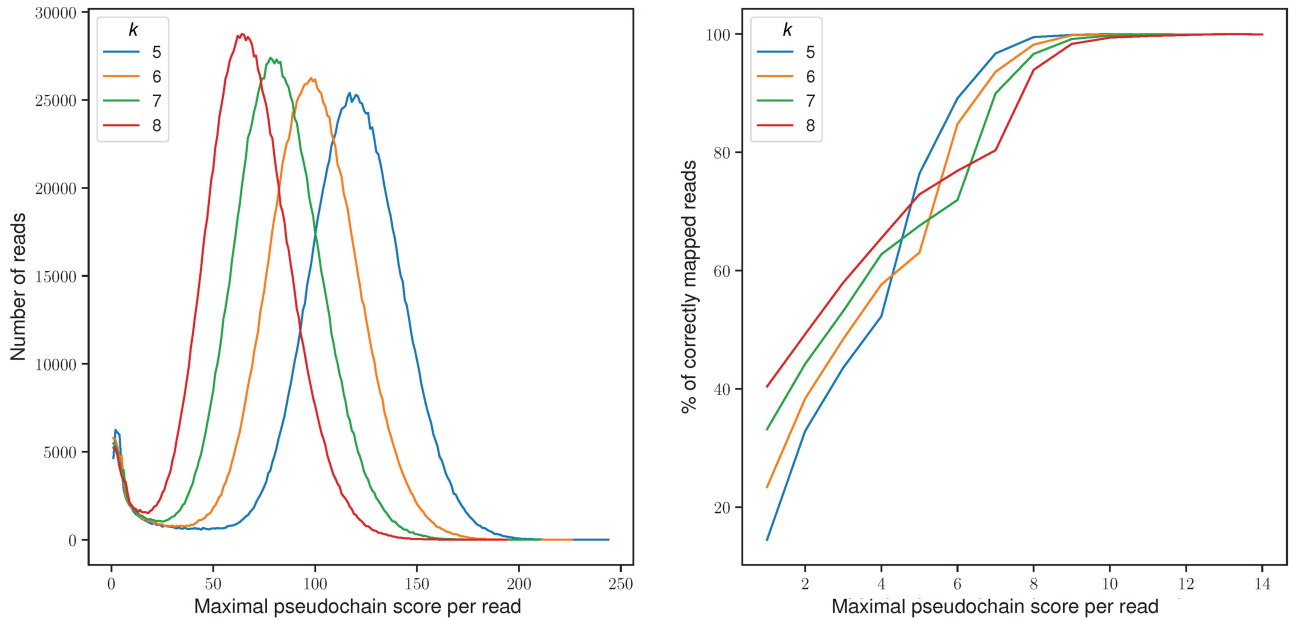 k
5
6
7
8
30000
25000
20000
15000
10000
5000
0
Number of reads
0 50 100 150 200 250
Maximal pseudochain score per read
k
5
6
7
8
100
80
60
40
20
% of correctly mapped reads
2 4 6 8 10 12 14
Maximal pseudochain score per read